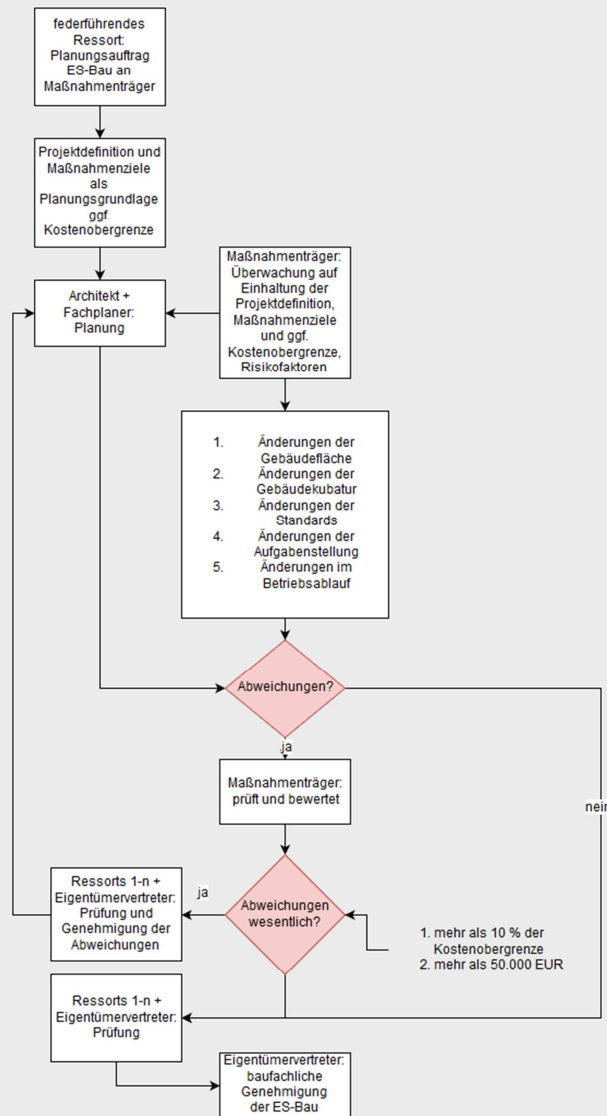 federführendes
Ressort:
Planungsauftrag
ES-Bau an
Maßnahmenträger
Projektdefinition und
Maßnahmenziele
als
Planungsgrundlage
ggf.
Kostenobergrenze
Architekt +
Fachplaner:
Planung
Maßnahmenträger:
Überwachung auf
Einhaltung der
Projektdefinition,
Maßnahmenziele
und ggf.
Kostenobergrenze,
Risikofaktoren
1. Änderungen der
Gebäudefläche
2. Änderungen der
Gebäudekubatur
3. Änderungen der
Standards
4. Änderungen der
Aufgabenstellung
5. Änderungen im
Betriebsablauf
Abweichungen?
ja
nein
Maßnahmenträger:
prüft und bewertet
Abweichungen
wesentlich?
ja
1. mehr als 10 % der
Kostenobergrenze
2. mehr als 50.000 EUR
Ressorts 1-n +
Eigentümervertreter:
Prüfung und
Genehmigung der
Abweichungen
Ressorts 1-n +
Eigentümervertreter:
Prüfung
Eigentümervertreter:
baufachliche
Genehmigung
der ES-Bau